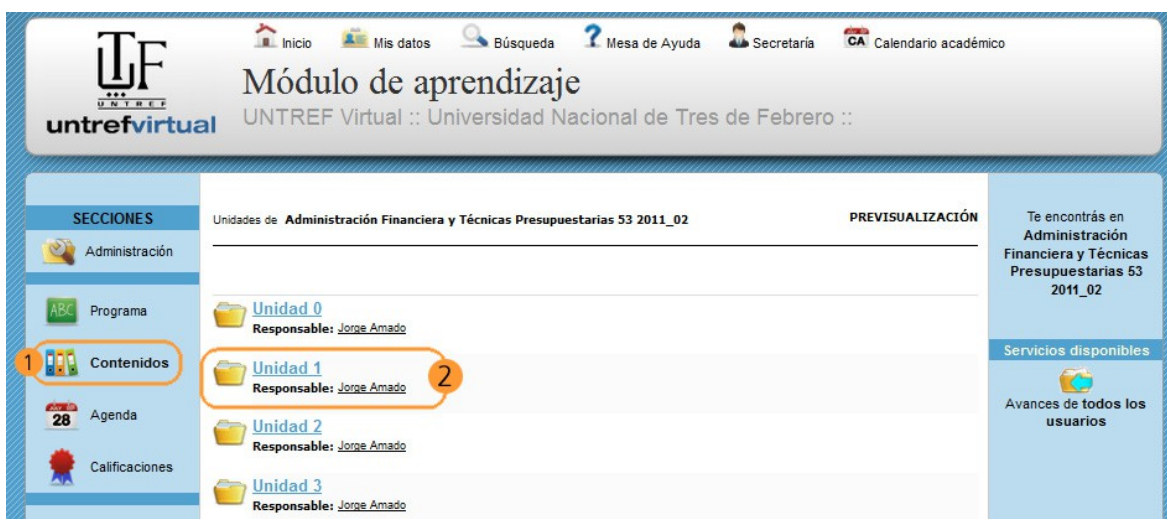 Inicio Mis datos Búsqueda Mesa de Ayuda Secretaría CA Calendario académico
UNTREF
untrefvirtual
Módulo de aprendizaje
UNTREF Virtual :: Universidad Nacional de Tres de Febrero ::
SECCIONES
Administración
ABC Programa
1 Contenidos
28 Agenda
Calificaciones
Unidades de Administración Financiera y Técnicas Presupuestarias 53 2011_02 PREVISUALIZACIÓN
Unidad 0
Responsable: Jorge Amado
Unidad 1
Responsable: Jorge Amado
2
Unidad 2
Responsable: Jorge Amado
Unidad 3
Responsable: Jorge Amado
Te encontrás en
Administración
Financiera y Técnicas
Presupuestarias 53
2011_02
Servicios disponibles
Avances de todos los
usuarios